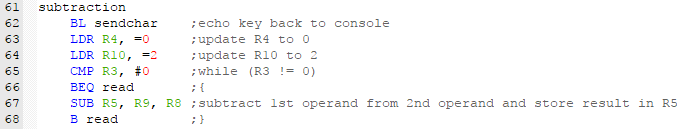 61 subtraction
62 BL sendchar ;echo key back to console
63 LDR R4, =0 ;update R4 to 0
64 LDR R10, =2 ;update R10 to 2
65 CMP R3, #0 ;while (R3 != 0)
66 BEQ read ;{
67 SUB R5, R9, R8 ;subtract 1st operand from 2nd operand and store result in R5
68 B read ;}